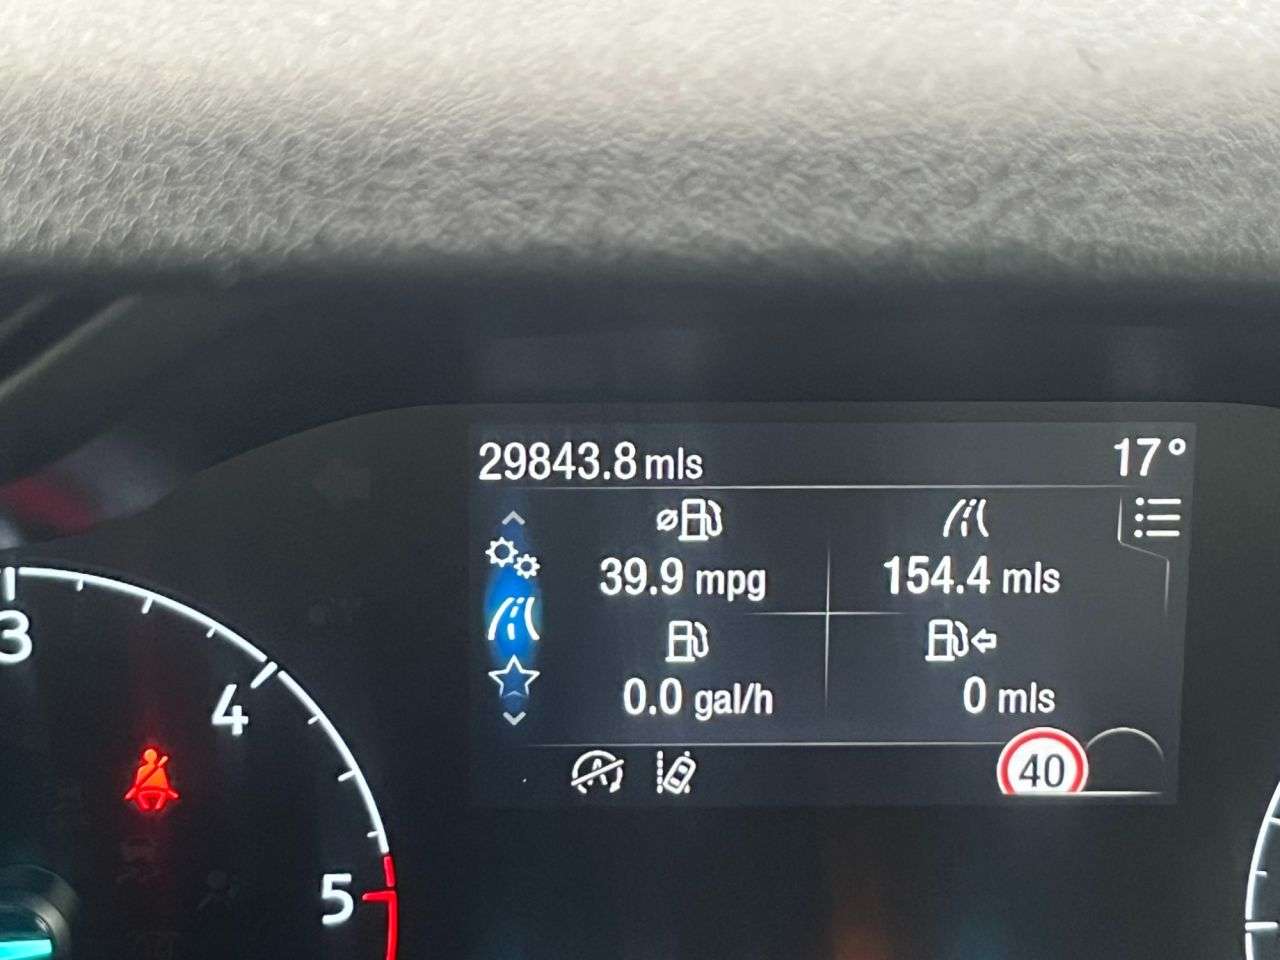 29843.8 mls
17°
39.9 mpg
154.4 mls
0.0 gal/h
0 mls
40
3
4
5